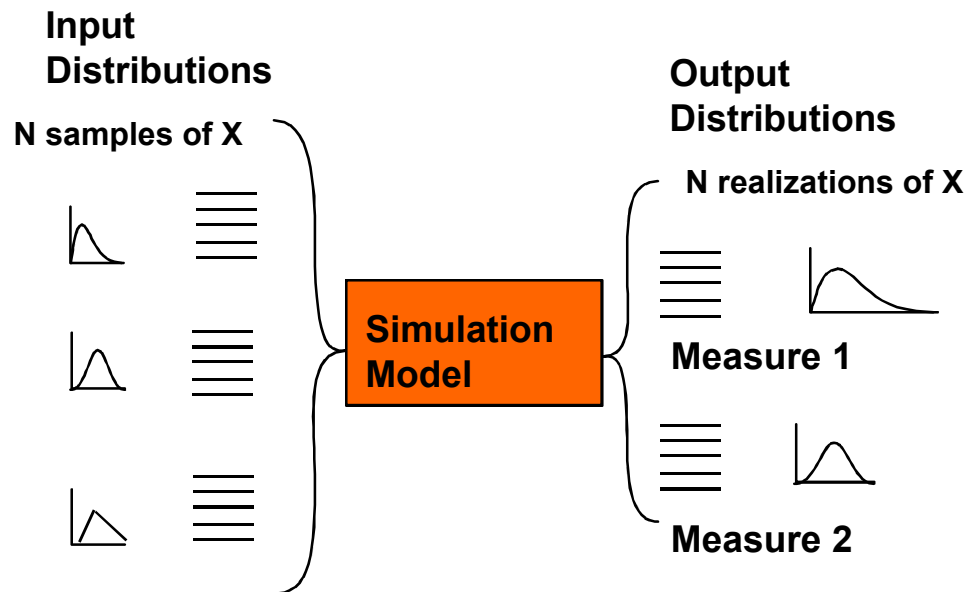 Input
Distributions
N samples of X
Simulation
Model
Output
Distributions
N realizations of X
Measure 1
Measure 2